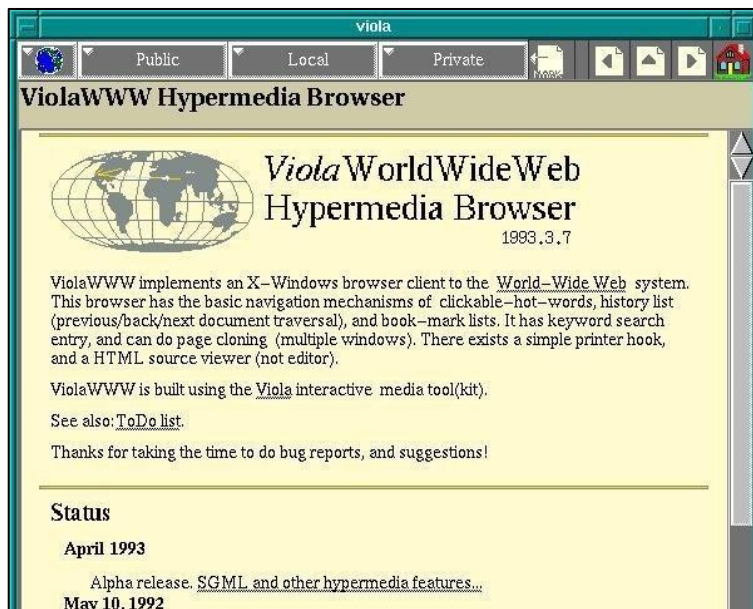 viola
Public Local Private MARK
ViolaWWW Hypermedia Browser
Viola WorldWideWeb
Hypermedia Browser
1993.3.7
ViolaWWW implements an X-Windows browser client to the World-Wide Web system.
This browser has the basic navigation mechanisms of clickable-hot-words, history list
(previous/back/next document traversal), and book-mark lists. It has keyword search
entry, and can do page cloning (multiple windows). There exists a simple printer hook,
and a HTML source viewer (not editor).
ViolaWWW is built using the Viola interactive media tool(kit).
See also: ToDo list.
Thanks for taking the time to do bug reports, and suggestions!
Status
April 1993
Alpha release. SGML and other hypermedia features...
May 10, 1992